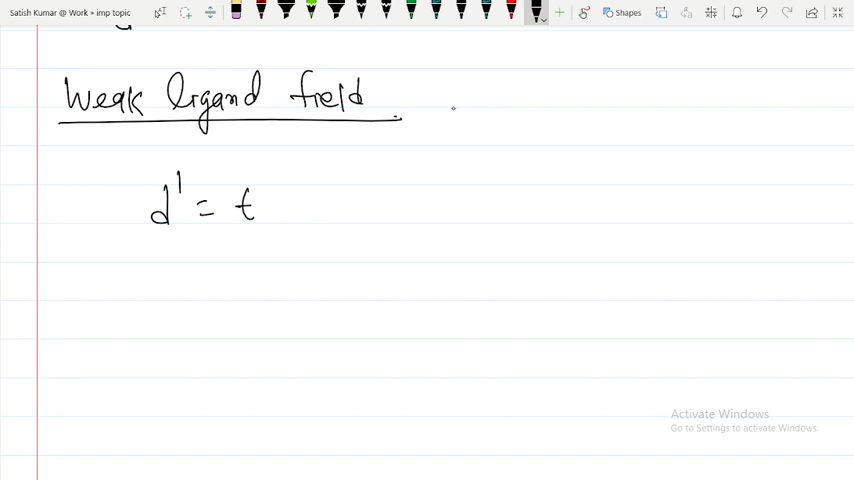 Satish Kumar @ Work » imp topic
Shapes
Weak ligand field
d¹ = t
Activate Windows
Go to Settings to activate Windows.